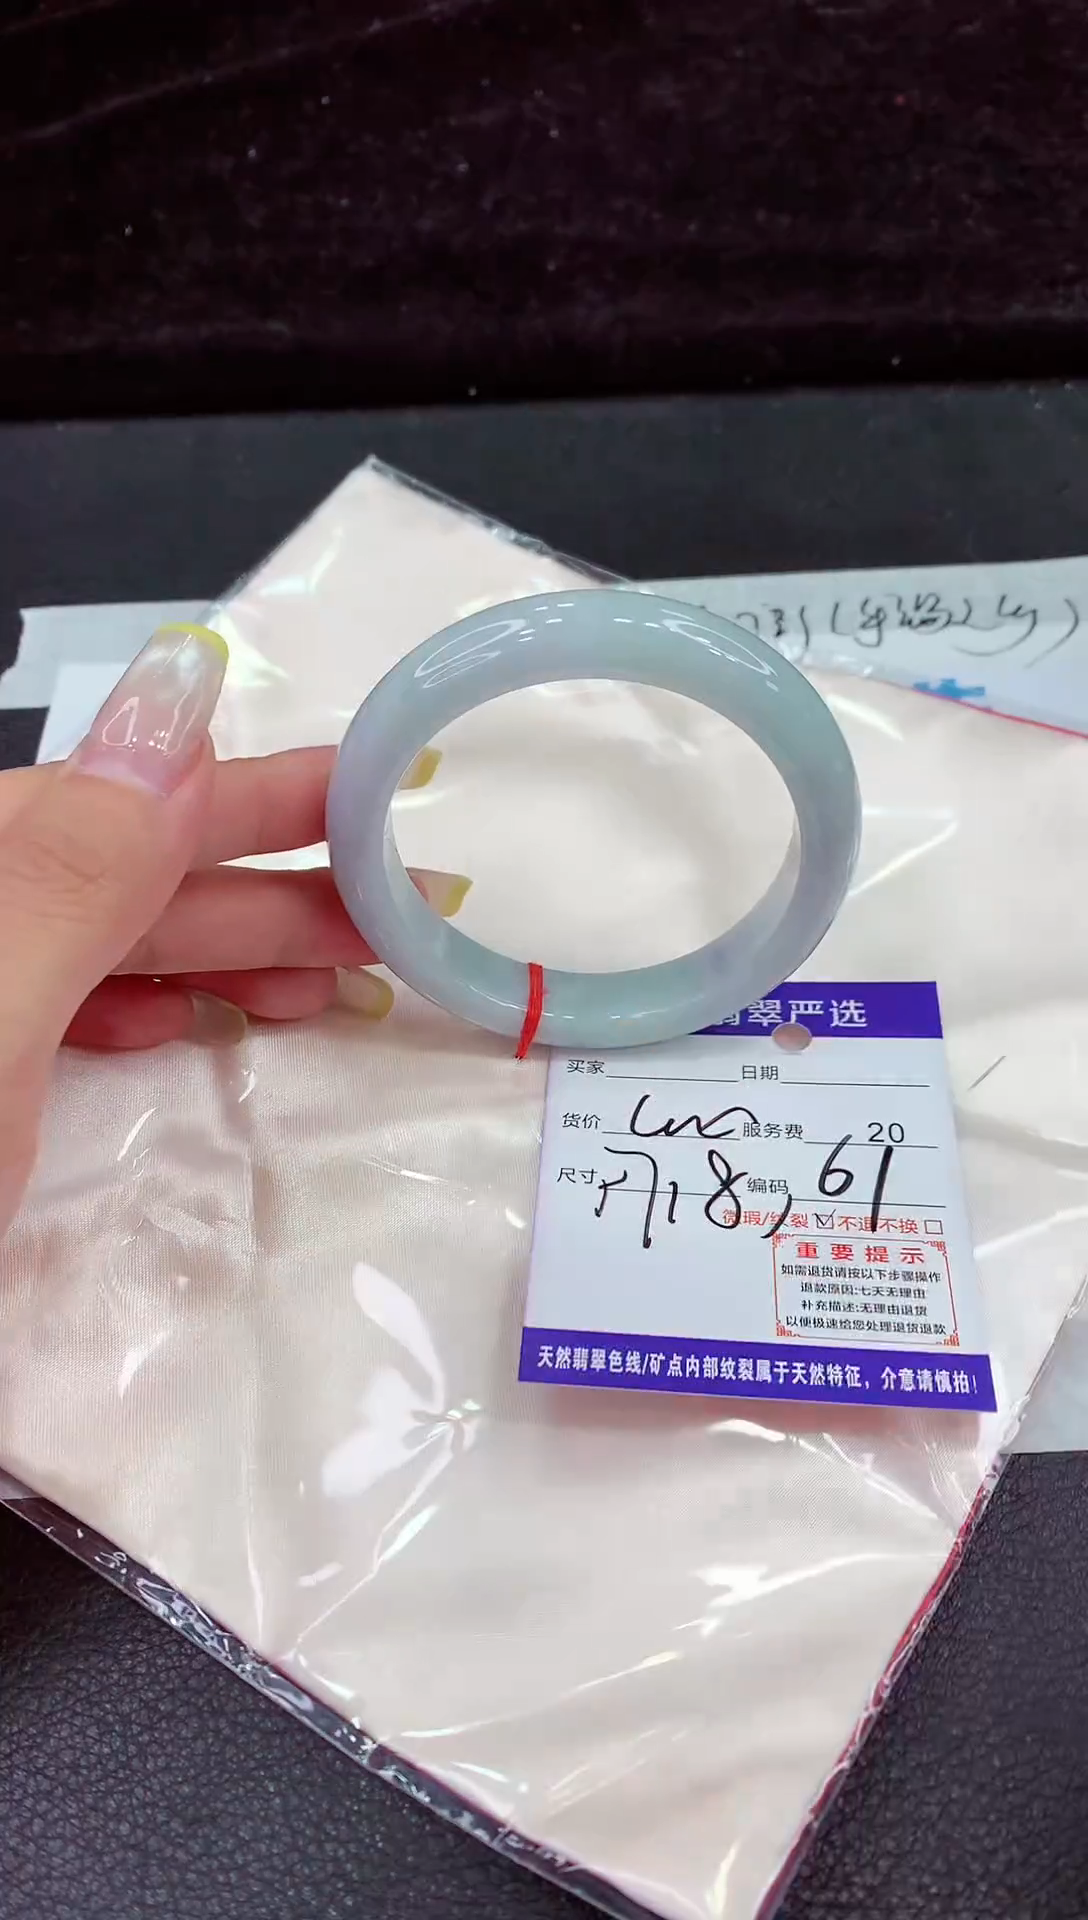 翡翠严选
买家 日期
货价 服务费 20
尺寸 编码 61
微瑕/纹裂 ☑ 不退不换 ☐
重要提示
如需退货请按以下步骤操作
退款原因:七天无理由
补充描述:无理由退货
以便极速给您处理退货退款
天然翡翠色线/矿点内部纹裂属于天然特征，介意请慎拍!